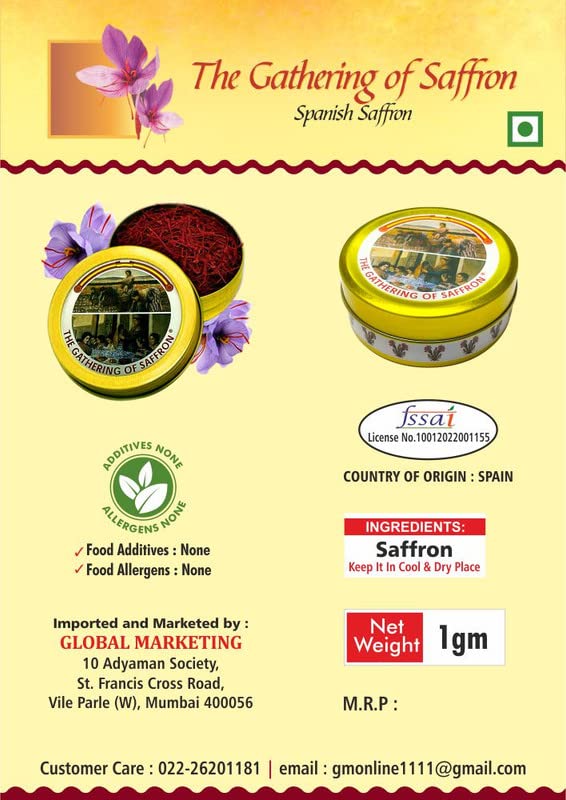 The Gathering of Saffron
Spanish Saffron
THE GATHERING OF SAFFRON®
THE GATHERING OF SAFFRON®
fssai
License No.10012022001155
COUNTRY OF ORIGIN : SPAIN
ADDITIVES NONE
ALLERGENS NONE
✓ Food Additives : None
✓ Food Allergens : None
INGREDIENTS:
Saffron
Keep It In Cool & Dry Place
Imported and Marketed by :
GLOBAL MARKETING
10 Adyaman Society,
St. Francis Cross Road,
Vile Parle (W), Mumbai 400056
Net
Weight
1gm
M.R.P :
Customer Care : 022-26201181 | email : gmonline1111@gmail.com